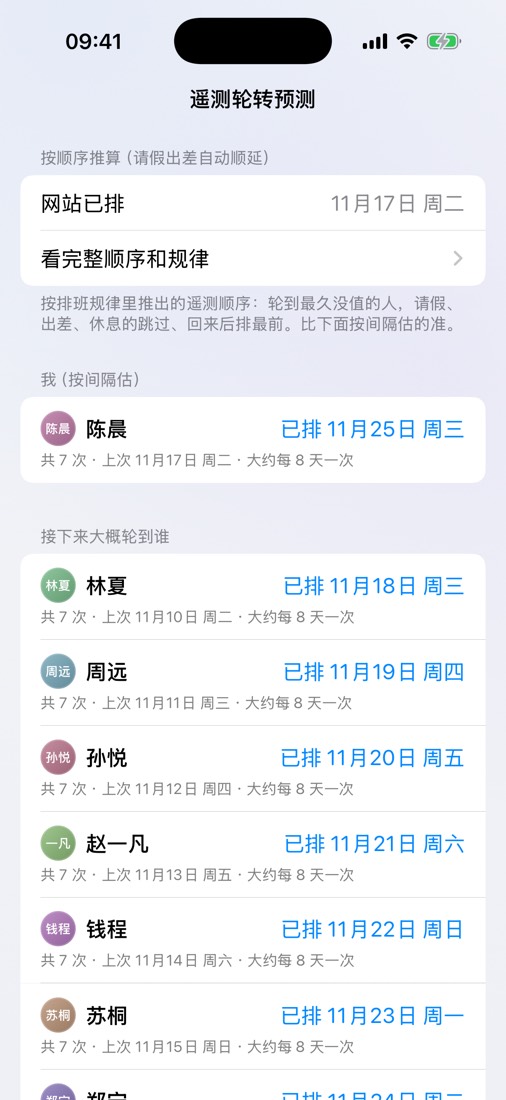 09:41
遥测轮转预测
按顺序推算 (请假出差自动顺延)
网站已排
11月17日 周二
看完整顺序和规律
按排班规律里推出的遥测顺序：轮到最久没值的人，请假、
出差、休息的跳过、回来后排最前。比下面按间隔估的准。
我 (按间隔估)
陈晨
陈晨
已排 11月25日 周三
共 7 次 · 上次 11月17日 周二 · 大约每 8 天一次
接下来大概轮到谁
林夏
林夏
已排 11月18日 周三
共 7 次 · 上次 11月10日 周二 · 大约每 8 天一次
周远
周远
已排 11月19日 周四
共 7 次 · 上次 11月11日 周三 · 大约每 8 天一次
孙悦
孙悦
已排 11月20日 周五
共 7 次 · 上次 11月12日 周四 · 大约每 8 天一次
一凡
赵一凡
已排 11月21日 周六
共 7 次 · 上次 11月13日 周五 · 大约每 8 天一次
钱程
钱程
已排 11月22日 周日
共 7 次 · 上次 11月14日 周六 · 大约每 8 天一次
苏桐
苏桐
已排 11月23日 周一
共 7 次 · 上次 11月15日 周日 · 大约每 8 天一次
已排 11月24日 周二